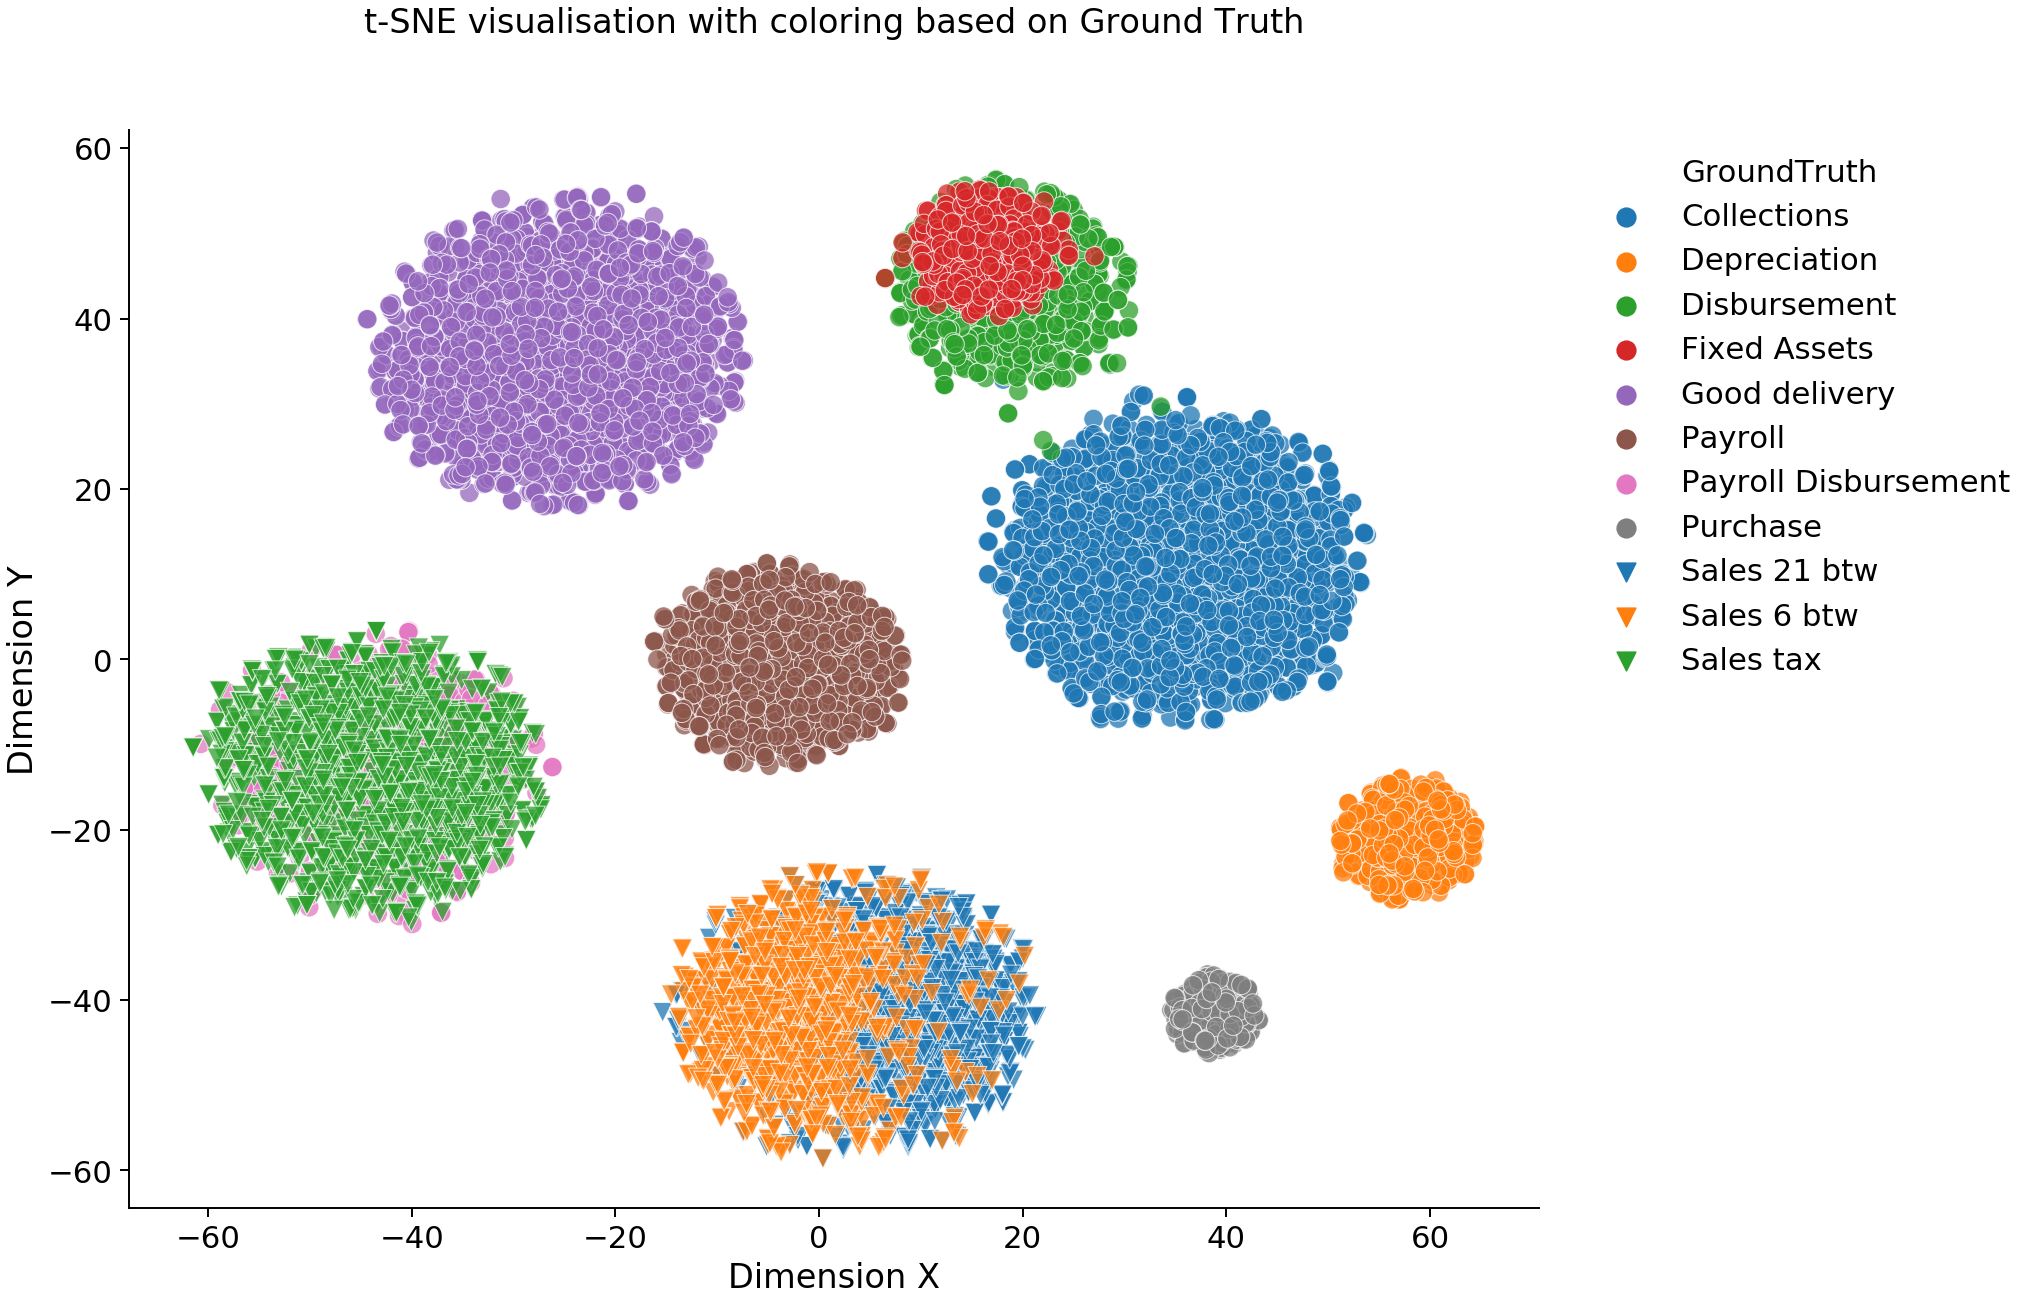 t-SNE visualisation with coloring based on Ground Truth
60
40
20
0
−20
−40
−60
Dimension Y
−60 −40 −20 0 20 40 60
Dimension X
GroundTruth
Collections
Depreciation
Disbursement
Fixed Assets
Good delivery
Payroll
Payroll Disbursement
Purchase
Sales 21 btw
Sales 6 btw
Sales tax